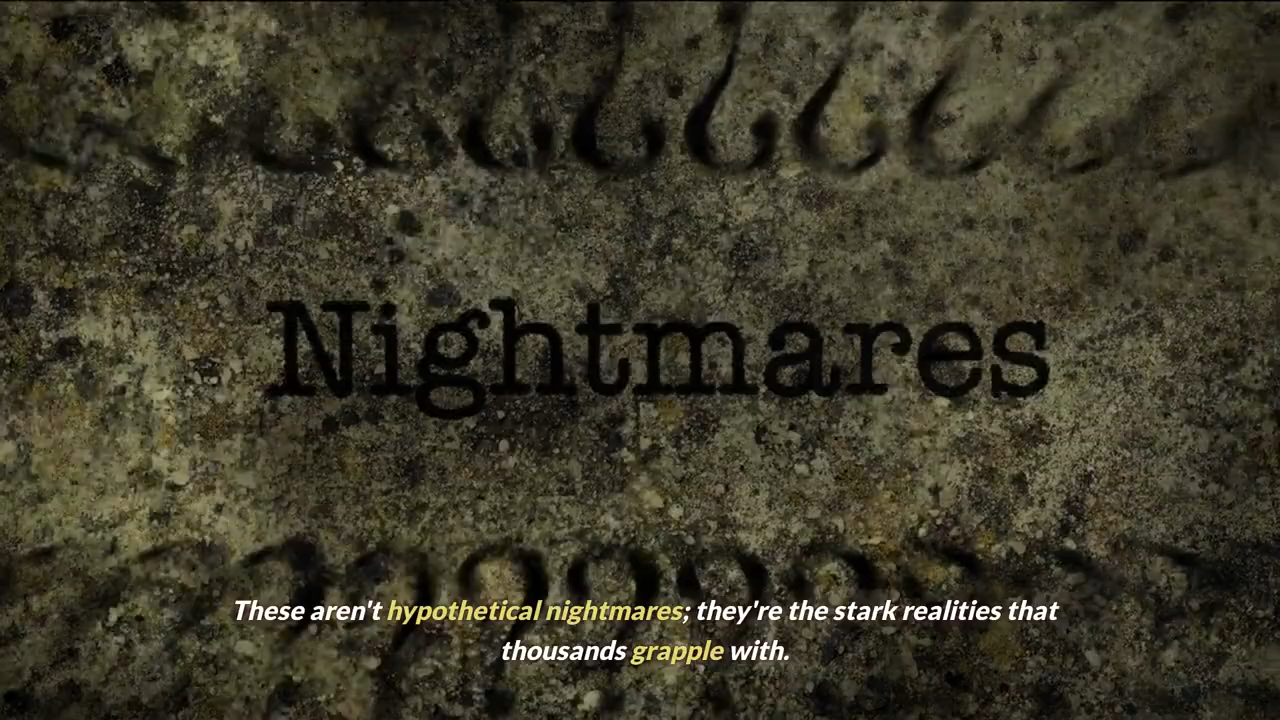 Nightmares
These aren't hypothetical nightmares; they're the stark realities that
thousands grapple with.